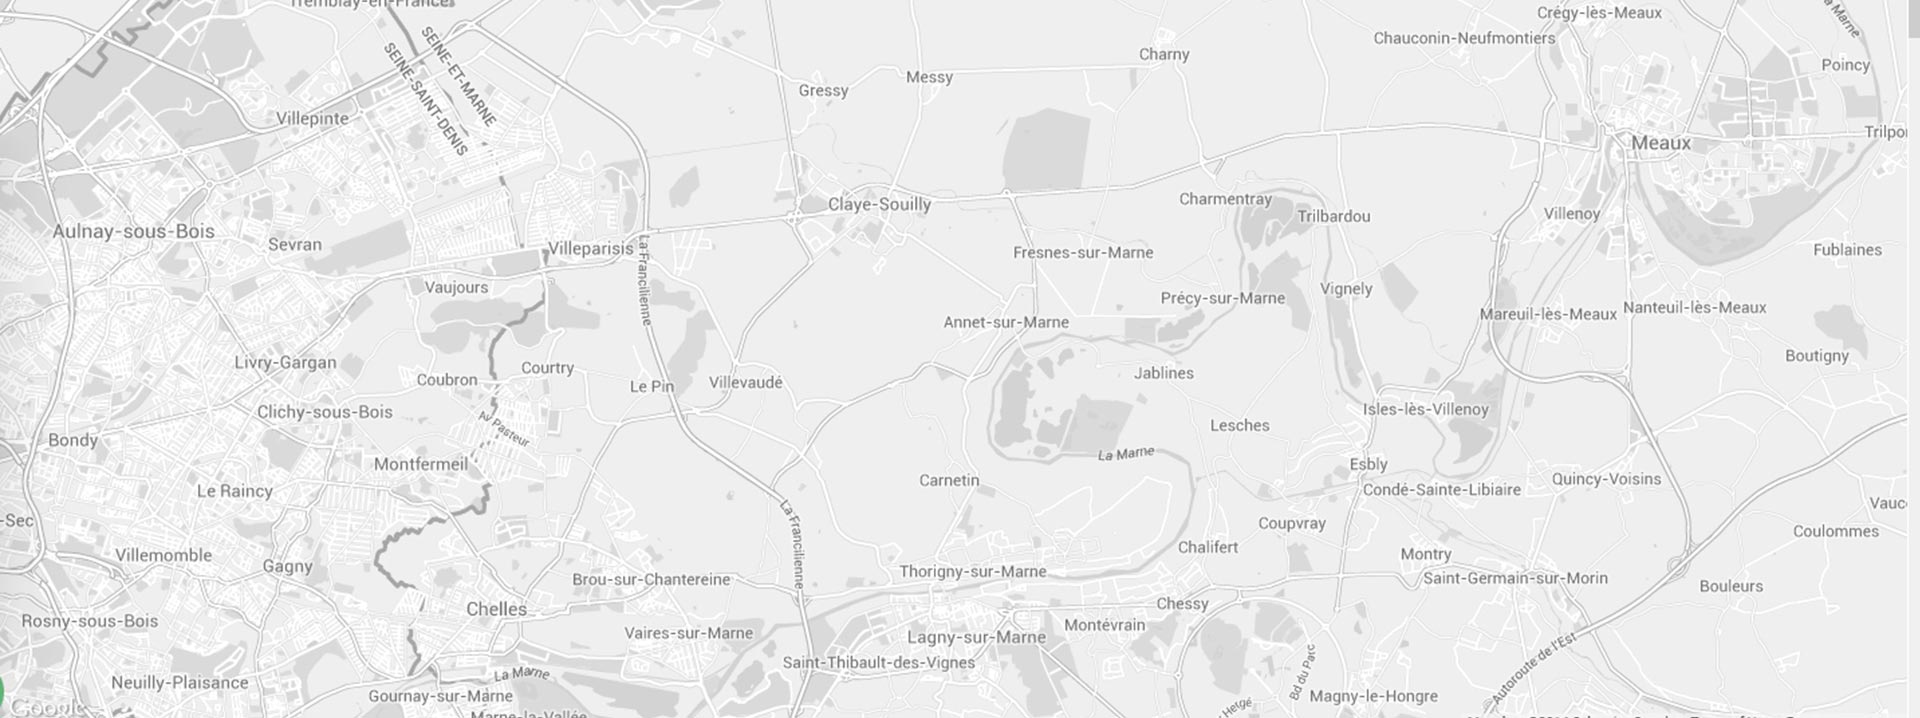 Tremblay-en-France
Crégy-lès-Meaux
La Marne
SEINE-ET-MARNE
SEINE-SAINT-DENIS
Chauconin-Neufmontiers
Charny
Poincy
Messy
Gressy
Villepinte
Meaux
Claye-Souilly
Charmentray
Trilbardou
Villenoy
Aulnay-sous-Bois
Sevran
Villeparisis
La Francilienne
Fresnes-sur-Marne
Fublaines
Vaujours
Précy-sur-Marne
Vignely
Mareuil-lès-Meaux
Nanteuil-lès-Meaux
Annet-sur-Marne
Boutigny
Livry-Gargan
Courtry
Coubron
Le Pin
Villevaudé
Jablines
Clichy-sous-Bois
Av Pasteur
Isles-lès-Villenoy
Lesches
Bondy
La Marne
Montfermeil
Esbly
Le Raincy
Carnetin
Condé-Sainte-Libiaire
Quincy-Voisins
La Francilienne
-Sec
Coupvray
Coulommes
Villemomble
Gagny
Chalifert
Montry
Brou-sur-Chantereine
Thorigny-sur-Marne
Saint-Germain-sur-Morin
Bouleurs
Chelles
Chessy
Rosny-sous-Bois
Vaires-sur-Marne
Lagny-sur-Marne
Montévrain
Saint-Thibault-des-Vignes
Autoroute de l'Est
La Marne
Bd du Parc
Neuilly-Plaisance
Gournay-sur-Marne
Magny-le-Hongre
Hergé
Google
Marne-la-Vallée